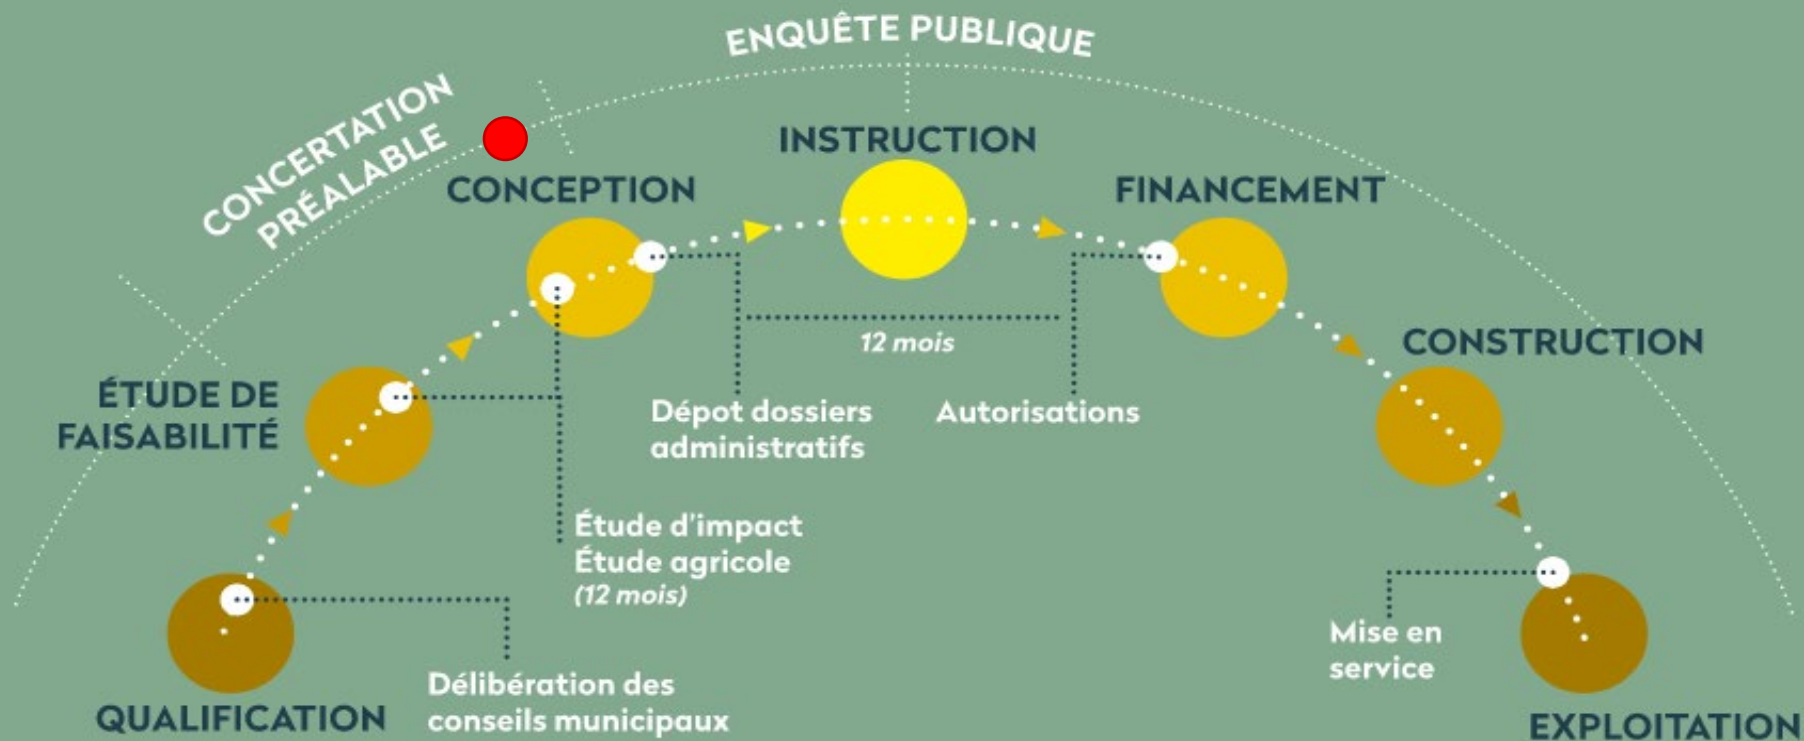 ENQUÊTE PUBLIQUE
CONCERTATION
PRÉALABLE
INSTRUCTION
CONCEPTION
FINANCEMENT
12 mois
CONSTRUCTION
ÉTUDE DE
FAISABILITÉ
Dépot dossiers
administratifs
Autorisations
Étude d'impact
Étude agricole
(12 mois)
Mise en
service
Délibération des
conseils municipaux
QUALIFICATION
EXPLOITATION